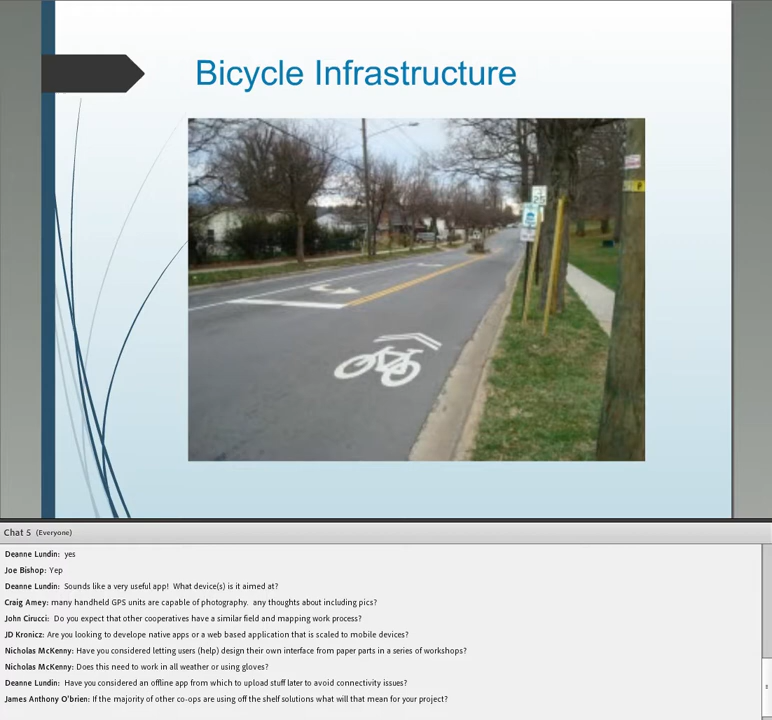 Bicycle Infrastructure
25
P
Chat 5 (Everyone)
Deanne Lundin: yes
Joe Bishop: Yep
Deanne Lundin: Sounds like a very useful app! What device(s) is it aimed at?
Craig Amey: many handheld GPS units are capable of photography. any thoughts about including pics?
John Cirucci: Do you expect that other cooperatives have a similar field and mapping work process?
JD Kronicz: Are you looking to develope native apps or a web based application that is scaled to mobile devices?
Nicholas McKenny: Have you considered letting users (help) design their own interface from paper parts in a series of workshops?
Nicholas McKenny: Does this need to work in all weather or using gloves?
Deanne Lundin: Have you considered an offline app from which to upload stuff later to avoid connectivity issues?
James Anthony O'brien: If the majority of other co-ops are using off the shelf solutions what will that mean for your project?